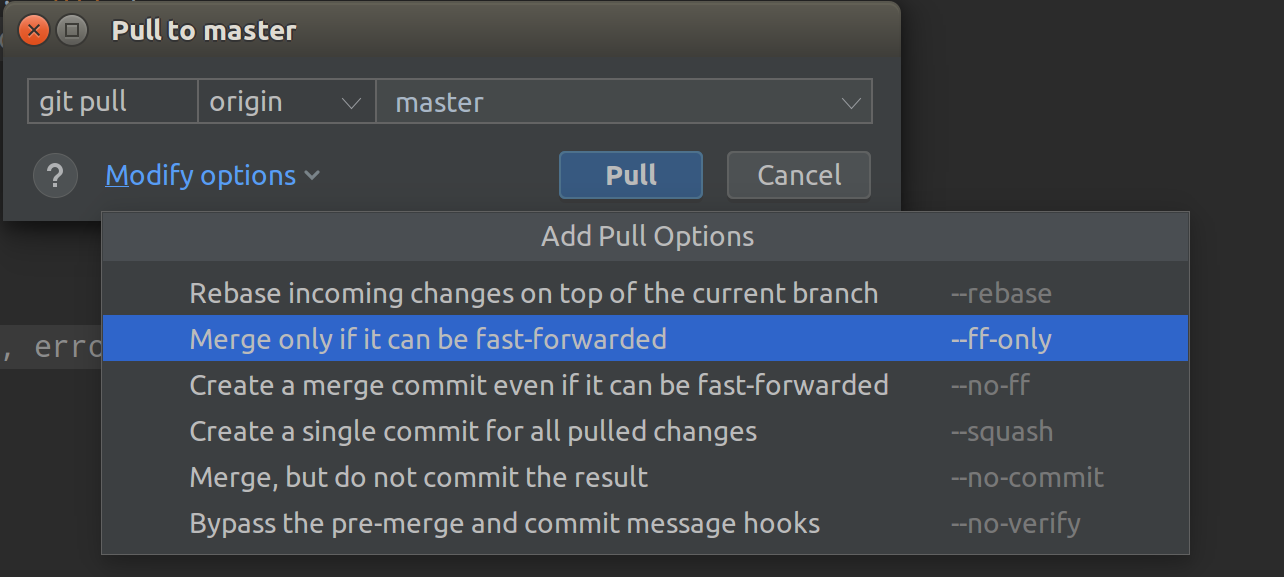 Pull to master
git pull origin master
? Modify options Pull Cancel
Add Pull Options
Rebase incoming changes on top of the current branch --rebase
Merge only if it can be fast-forwarded --ff-only
, erro
Create a merge commit even if it can be fast-forwarded --no-ff
Create a single commit for all pulled changes --squash
Merge, but do not commit the result --no-commit
Bypass the pre-merge and commit message hooks --no-verify